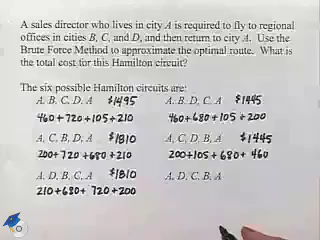 A sales director who lives in city A is required to fly to regional
offices in cities B, C, and D, and then return to city A.  Use the
Brute Force Method to approximate the optimal route.  What is
the total cost for this Hamilton circuit?
The six possible Hamilton circuits are:
A, B, C, D, A $1495 A, B, D, C, A $1445
460+720+105+210 460+680+105+200
A, C, B, D, A $1810 A, C, D, B, A $1445
200+720+680+210 200+105+680+460
A, D, B, C, A $1810 A, D, C, B, A
210+680+720+200